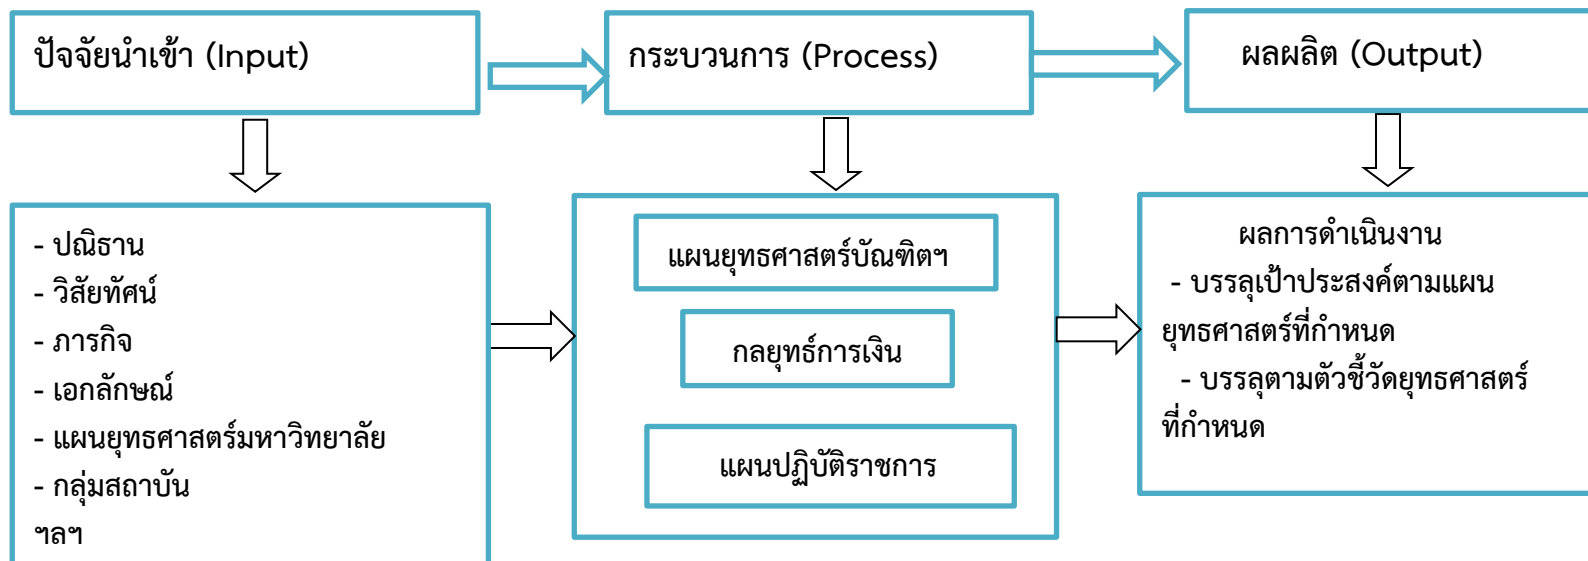 ปัจจัยนำเข้า (Input)
กระบวนการ (Process)
ผลผลิต (Output)
- ปณิธาน
- วิสัยทัศน์
- ภารกิจ
- เอกลักษณ์
- แผนยุทธศาสตร์มหาวิทยาลัย
- กลุ่มสถาบัน
ฯลฯ
แผนยุทธศาสตร์บัณฑิตฯ
กลยุทธ์การเงิน
แผนปฏิบัติราชการ
ผลการดำเนินงาน
- บรรลุเป้าประสงค์ตามแผน
ยุทธศาสตร์ที่กำหนด
- บรรลุตามตัวชี้วัดยุทธศาสตร์
ที่กำหนด